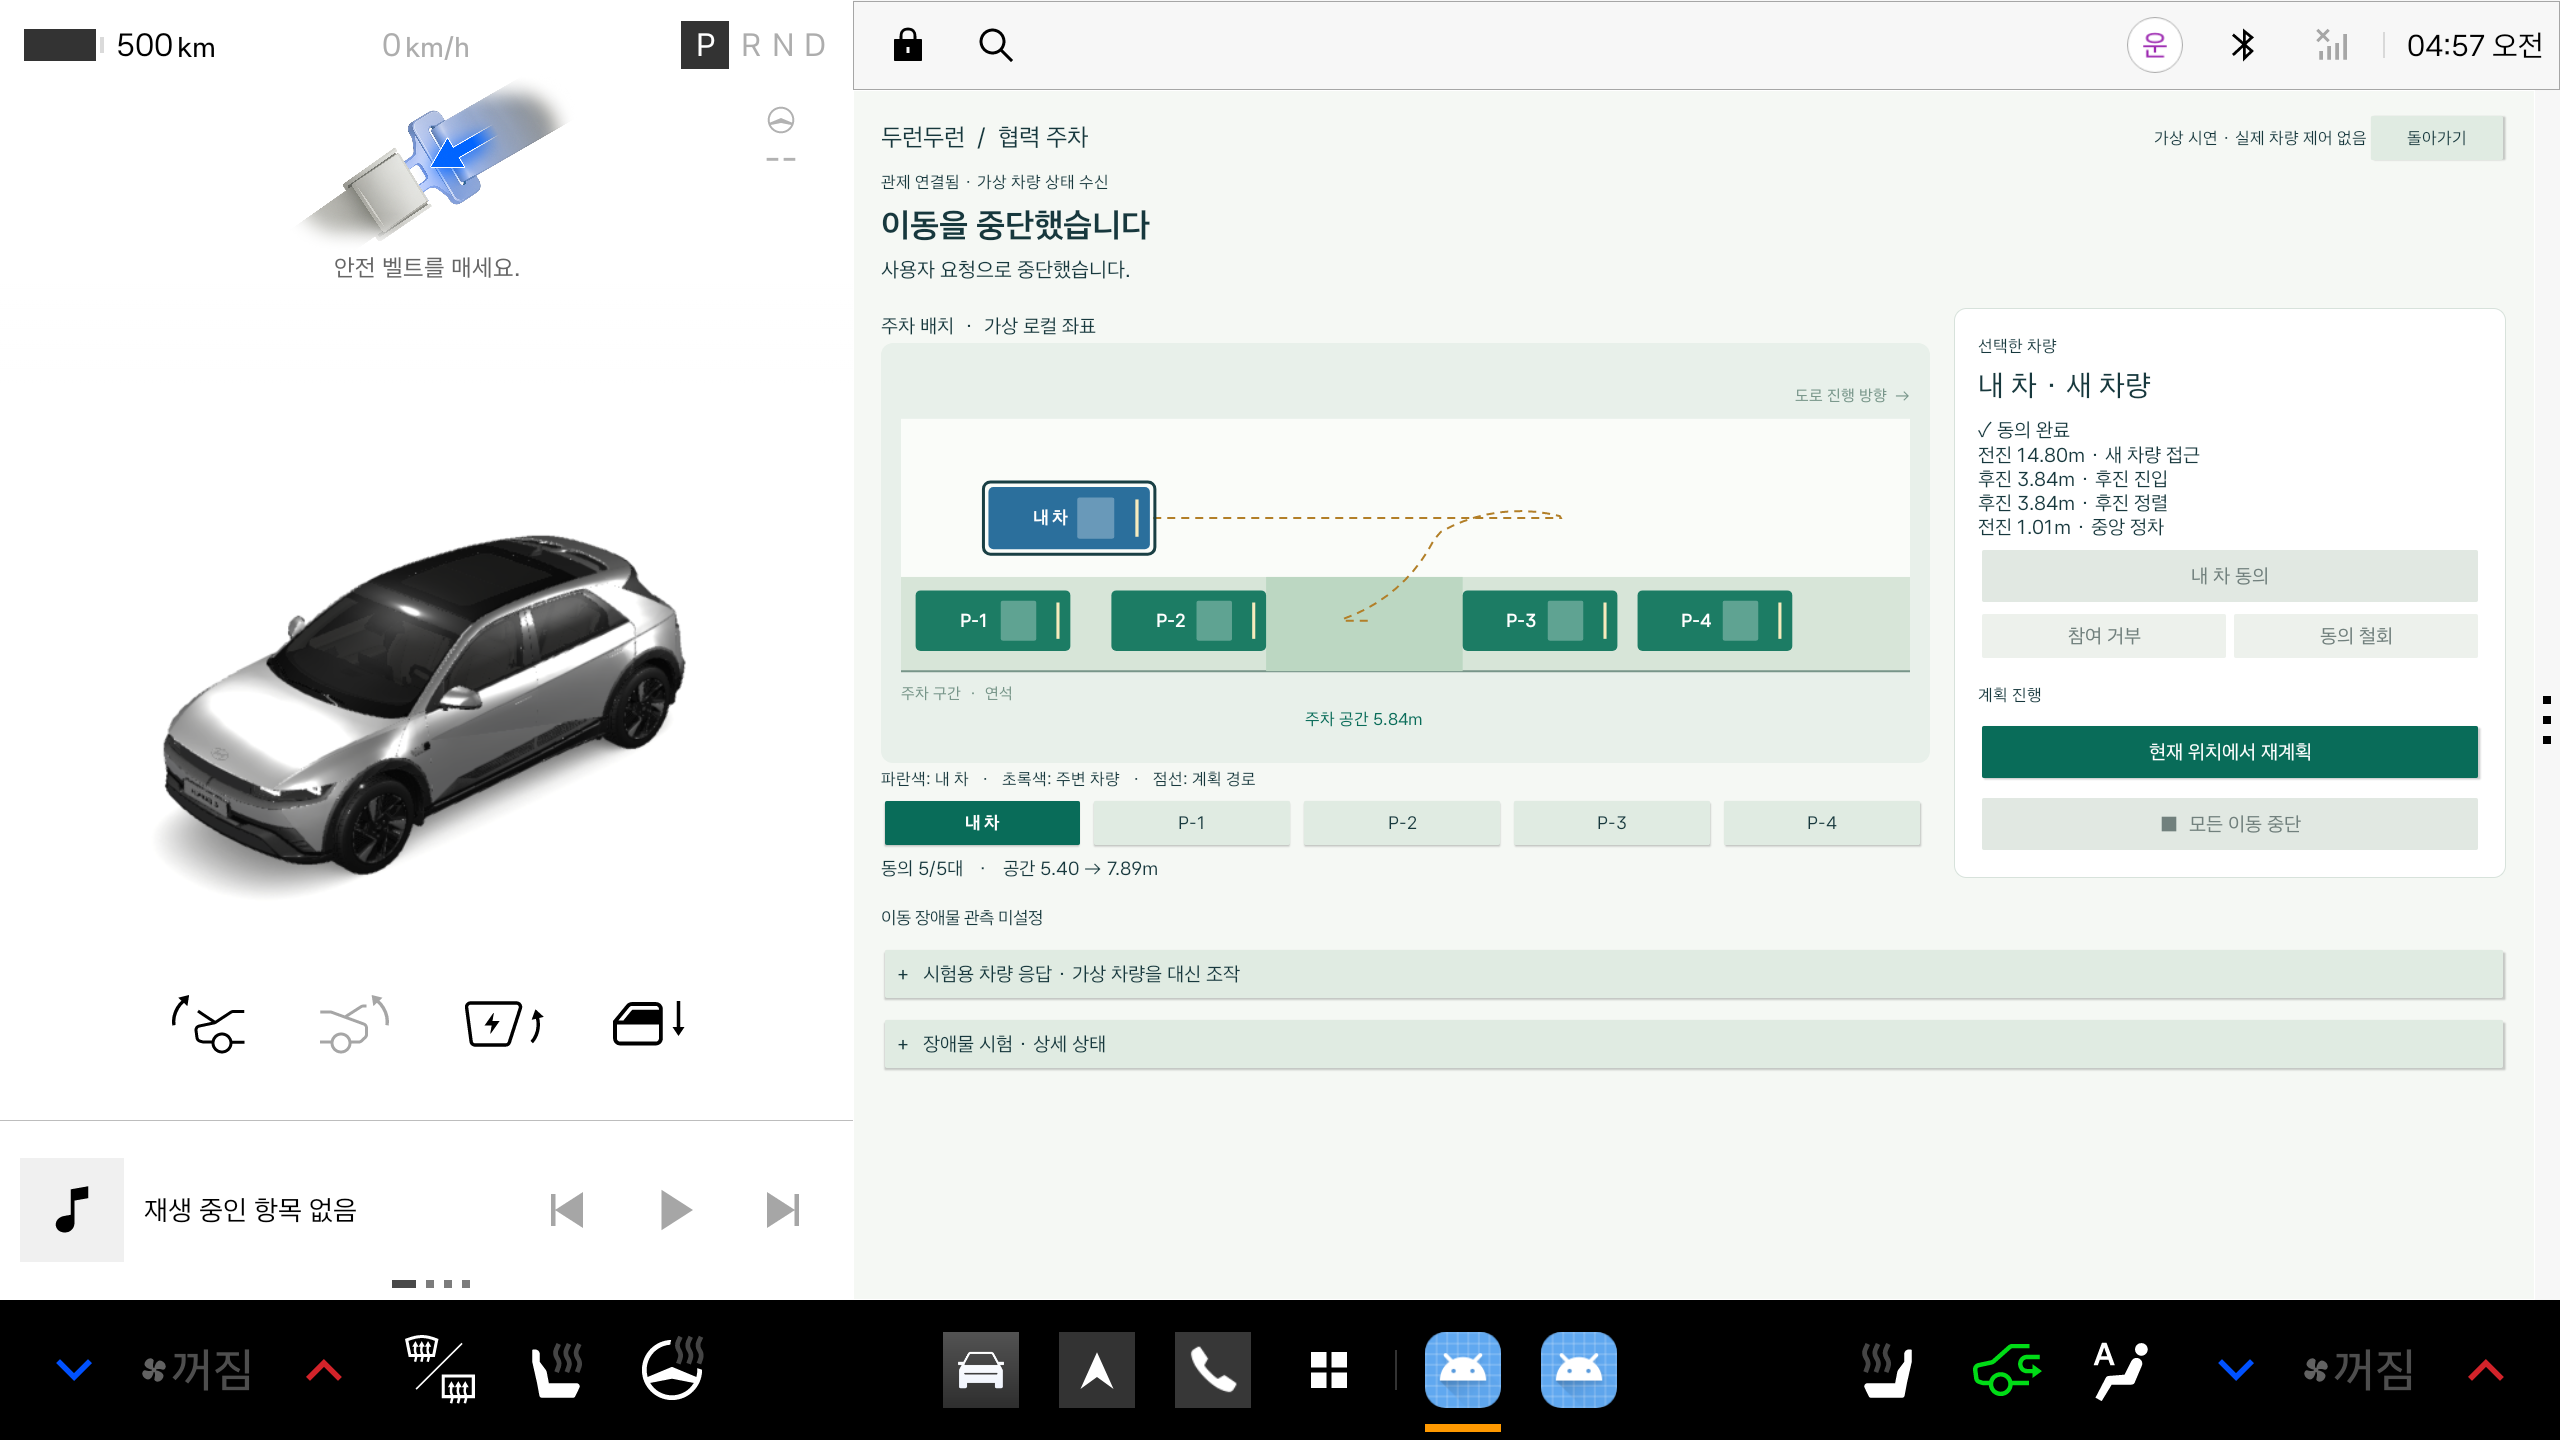 500 km
0 km/h
P R N D
안전 벨트를 매세요.
재생 중인 항목 없음
운
04:57 오전
두런두런 / 협력 주차
가상 시연 · 실제 차량 제어 없음
돌아가기
관제 연결됨 · 가상 차량 상태 수신
이동을 중단했습니다
사용자 요청으로 중단했습니다.
주차 배치 · 가상 로컬 좌표
도로 진행 방향 →
내 차
P-1
P-2
P-3
P-4
주차 구간 · 연석
주차 공간 5.84m
파란색: 내 차 · 초록색: 주변 차량 · 점선: 계획 경로
내 차
P-1
P-2
P-3
P-4
동의 5/5대 · 공간 5.40 → 7.89m
선택한 차량
내 차 · 새 차량
✓ 동의 완료
전진 14.80m · 새 차량 접근
후진 3.84m · 후진 진입
후진 3.84m · 후진 정렬
전진 1.01m · 중앙 정차
내 차 동의
참여 거부
동의 철회
계획 진행
현재 위치에서 재계획
■ 모든 이동 중단
이동 장애물 관측 미설정
+ 시험용 차량 응답 · 가상 차량을 대신 조작
+ 장애물 시험 · 상세 상태
꺼짐
A
꺼짐